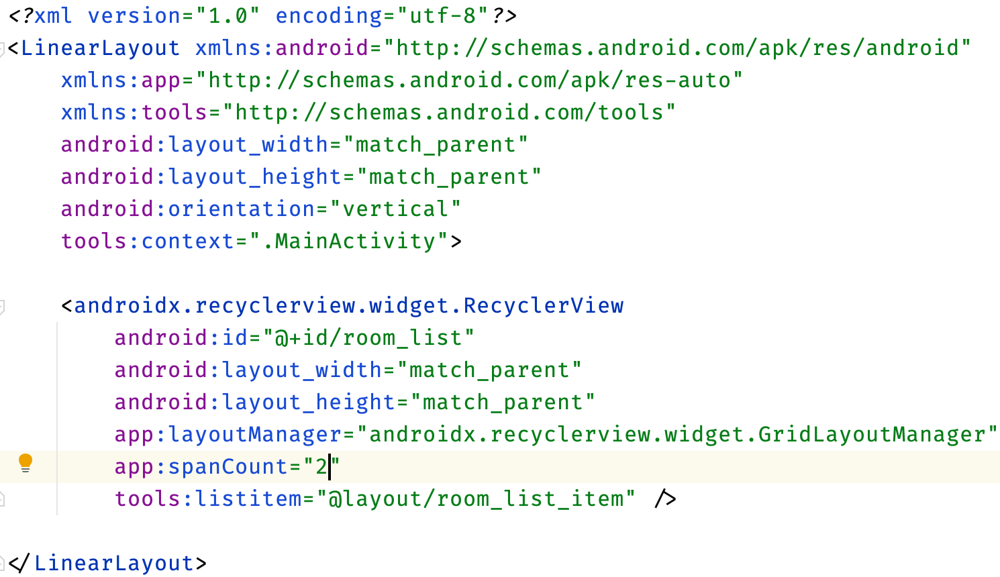 <?xml version="1.0" encoding="utf-8"?>
<LinearLayout xmlns:android="http://schemas.android.com/apk/res/android"
    xmlns:app="http://schemas.android.com/apk/res-auto"
    xmlns:tools="http://schemas.android.com/tools"
    android:layout_width="match_parent"
    android:layout_height="match_parent"
    android:orientation="vertical"
    tools:context=".MainActivity">

    <androidx.recyclerview.widget.RecyclerView
        android:id="@+id/room_list"
        android:layout_width="match_parent"
        android:layout_height="match_parent"
        app:layoutManager="androidx.recyclerview.widget.GridLayoutManager"
        app:spanCount="2"
        tools:listitem="@layout/room_list_item" />

</LinearLayout>